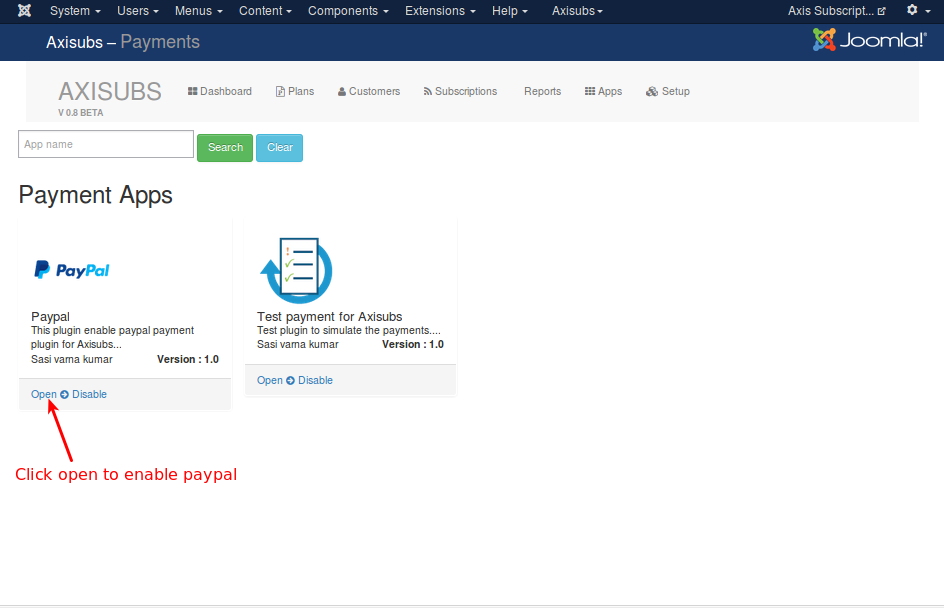 System Users Menus Content Components Extensions Help Axisubs Axis Subscript...
Axisubs – Payments Joomla!®
AXISUBS Dashboard Plans Customers Subscriptions Reports Apps Setup
V 0.8 BETA
App name Search Clear
Payment Apps
PayPal
Paypal
This plugin enable paypal payment
plugin for Axisubs...
Sasi varna kumar Version : 1.0
Open Disable
Test payment for Axisubs
Test plugin to simulate the payments....
Sasi varna kumar Version : 1.0
Open Disable
Click open to enable paypal